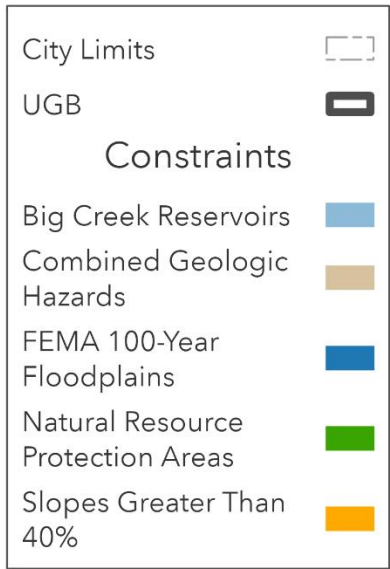 City Limits
UGB
Constraints
Big Creek Reservoirs
Combined Geologic
Hazards
FEMA 100-Year
Floodplains
Natural Resource
Protection Areas
Slopes Greater Than
40%